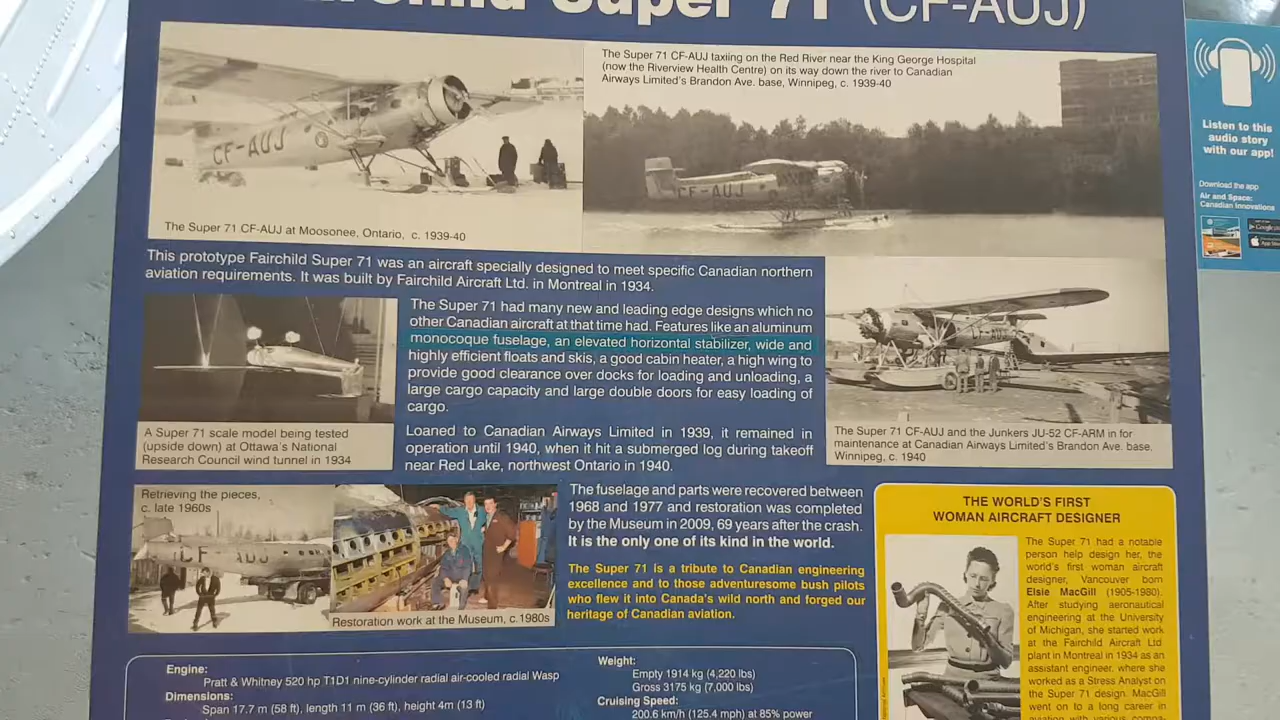 Fairchild Super 71 (CF-AUJ)
The Super 71 CF-AUJ taxiing on the Red River near the King George Hospital
(now the Riverview Health Centre) on its way down the river to Canadian
Airways Limited's Brandon Ave. base, Winnipeg, c. 1939-40
CF-AUJ
CF-AUJ
The Super 71 CF-AUJ at Moosonee, Ontario, c. 1939-40
Listen to this
audio story
with our app!
Download the app
Air and Space:
Canadian Innovations
This prototype Fairchild Super 71 was an aircraft specially designed to meet specific Canadian northern
aviation requirements. It was built by Fairchild Aircraft Ltd. in Montreal in 1934.
The Super 71 had many new and leading edge designs which no
other Canadian aircraft at that time had. Features like an aluminum
monocoque fuselage, an elevated horizontal stabilizer, wide and
highly efficient floats and skis, a good cabin heater, a high wing to
provide good clearance over docks for loading and unloading, a
large cargo capacity and large double doors for easy loading of
cargo.
Loaned to Canadian Airways Limited in 1939, it remained in
operation until 1940, when it hit a submerged log during takeoff
near Red Lake, northwest Ontario in 1940.
A Super 71 scale model being tested
(upside down) at Ottawa's National
Research Council wind tunnel in 1934
The Super 71 CF-AUJ and the Junkers JU-52 CF-ARM in for
maintenance at Canadian Airways Limited's Brandon Ave. base,
Winnipeg, c. 1940
Retrieving the pieces,
c. late 1960s
CF AUJ
Restoration work at the Museum, c.1980s
The fuselage and parts were recovered between
1968 and 1977 and restoration was completed
by the Museum in 2009, 69 years after the crash.
It is the only one of its kind in the world.
The Super 71 is a tribute to Canadian engineering
excellence and to those adventuresome bush pilots
who flew it into Canada's wild north and forged our
heritage of Canadian aviation.
THE WORLD'S FIRST
WOMAN AIRCRAFT DESIGNER
The Super 71 had a notable
person help design her, the
world's first woman aircraft
designer, Vancouver born
Elsie MacGill (1905-1980).
After studying aeronautical
engineering at the University
of Michigan, she started work
at the Fairchild Aircraft Ltd.
plant in Montreal in 1934 as an
assistant engineer, where she
worked as a Stress Analyst on
the Super 71 design. MacGill
went on to a long career in
aviation with various
Engine:
Pratt & Whitney 520 hp T1D1 nine-cylinder radial air-cooled radial Wasp
Dimensions:
Span 17.7 m (58 ft), length 11 m (36 ft), height 4m (13 ft)
Weight:
Empty 1914 kg (4,220 lbs)
Gross 3175 kg (7,000 lbs)
Cruising Speed:
200.6 km/h (125.4 mph) at 85% power